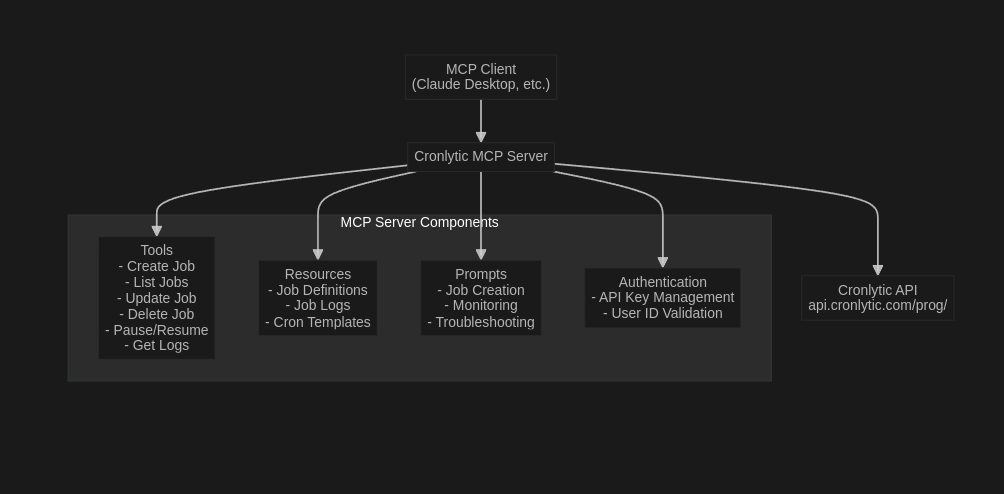 MCP Client
(Claude Desktop, etc.)
Cronlytic MCP Server
MCP Server Components
Tools
- Create Job
- List Jobs
- Update Job
- Delete Job
- Pause/Resume
- Get Logs
Resources
- Job Definitions
- Job Logs
- Cron Templates
Prompts
- Job Creation
- Monitoring
- Troubleshooting
Authentication
- API Key Management
- User ID Validation
Cronlytic API
api.cronlytic.com/prog/